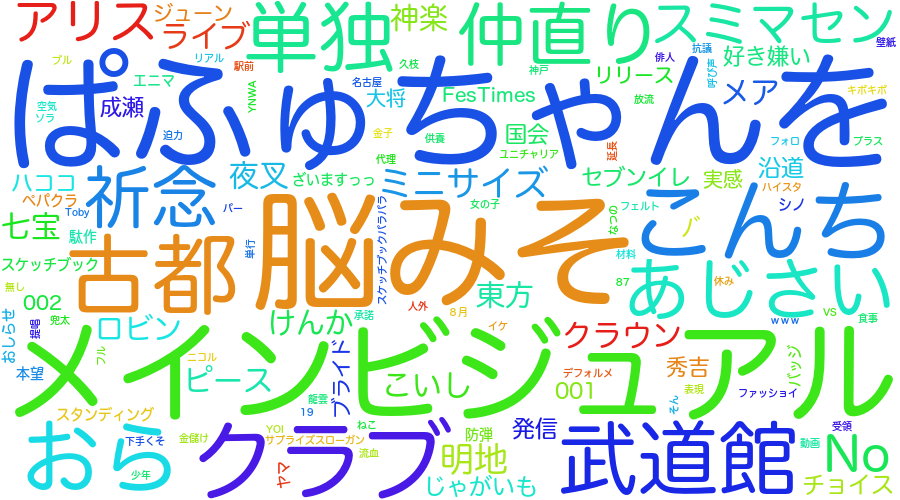 アリス
ジューン
ライブ
単独
神楽
仲直り
スミマセン
壁紙
プル
リアル
駅前
久枝
神戸
俳人
抗議
呼び声
好き嫌い
エニマ
空気
ソラ
成瀬
YNWA
名古屋
大将
FesTimes
リリース
放流
メア
キポキポ
ぱふゅちゃんを
迫力
金子
供養
国会
延長
フォロ
プラス
ユニチャリア
代理
沿道
ハココ
ペパクラ
祈念
夜叉
ざいますっっ
ミニサイズ
セブンイレ
実感
ハイスタ
七宝
Toby
バー
女の子
なつの
フェルト
シノ
駄作
スケッチブック
古都
単行
脳みそ
スケッチブックパラパラ
材料
こんち
無し
002
人外
東方
87
あじさい
休み
おしらせ
提唱
兜太
ロビン
けんか
承諾
8月
イケ
クラウン
www
VS
食事
メインビジュアル
本望
フル
ニコル
ピース
ブライド
こいし
デフォルメ
001
秀吉
表現
バッジ
ファッショイ
スタンディング
龍雲
19
ねこ
そん
おら
下手くそ
金儲け
クラブ
YOI
サプライズスローガン
防弾
発信
武道館
動画
受領
No
少年
ヤマ
流血
明地
じゃがいも
チョイス